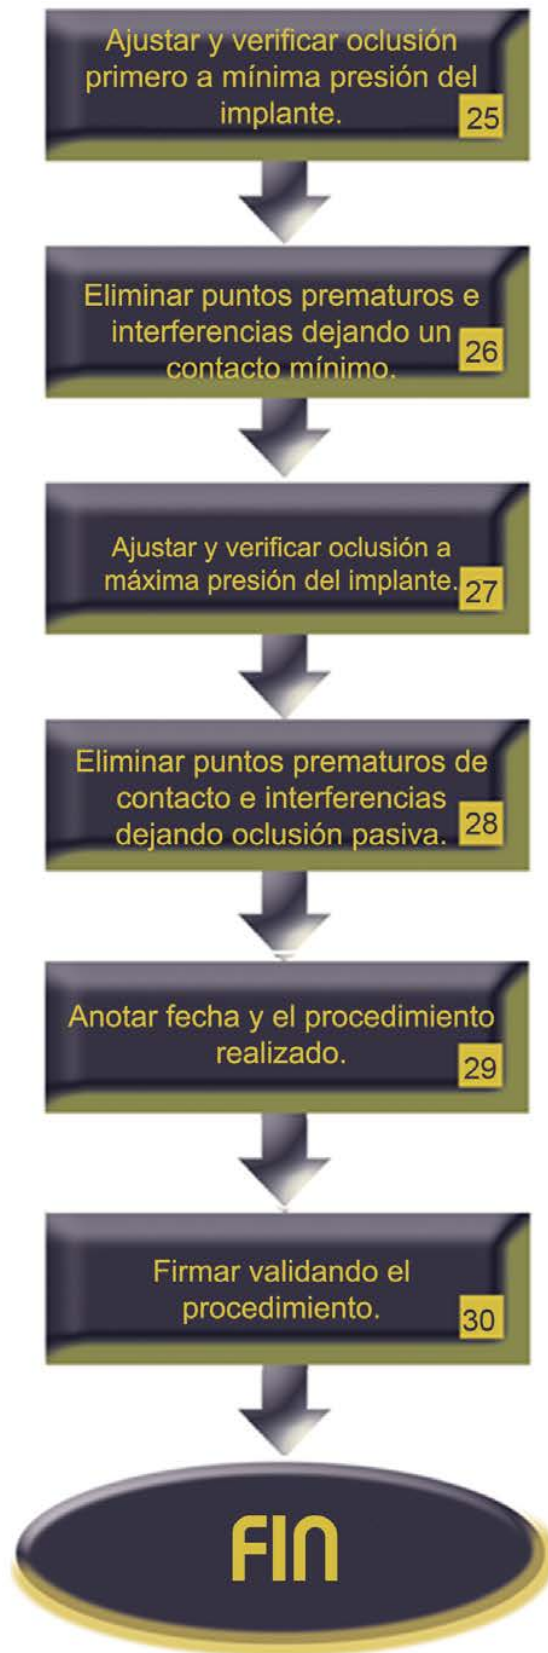 Ajustar y verificar oclusión
primero a mínima presión del
implante.
25
Eliminar puntos prematuros e
interferencias dejando un
contacto mínimo.
26
Ajustar y verificar oclusión a
máxima presión del implante.
27
Eliminar puntos prematuros de
contacto e interferencias
dejando oclusión pasiva.
28
Anotar fecha y el procedimiento
realizado.
29
Firmar validando el
procedimiento.
30
FIN